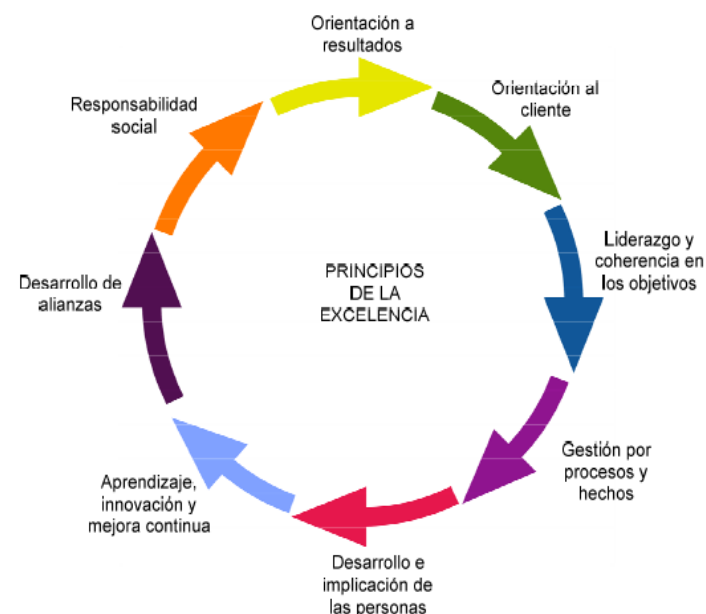 Orientación a
resultados
Orientación al
cliente
Liderazgo y
coherencia en
los objetivos
Gestión por
procesos y
hechos
Desarrollo e
implicación de
las personas
Aprendizaje,
innovación y
mejora continua
Desarrollo de
alianzas
Responsabilidad
social
PRINCIPIOS
DE LA
EXCELENCIA